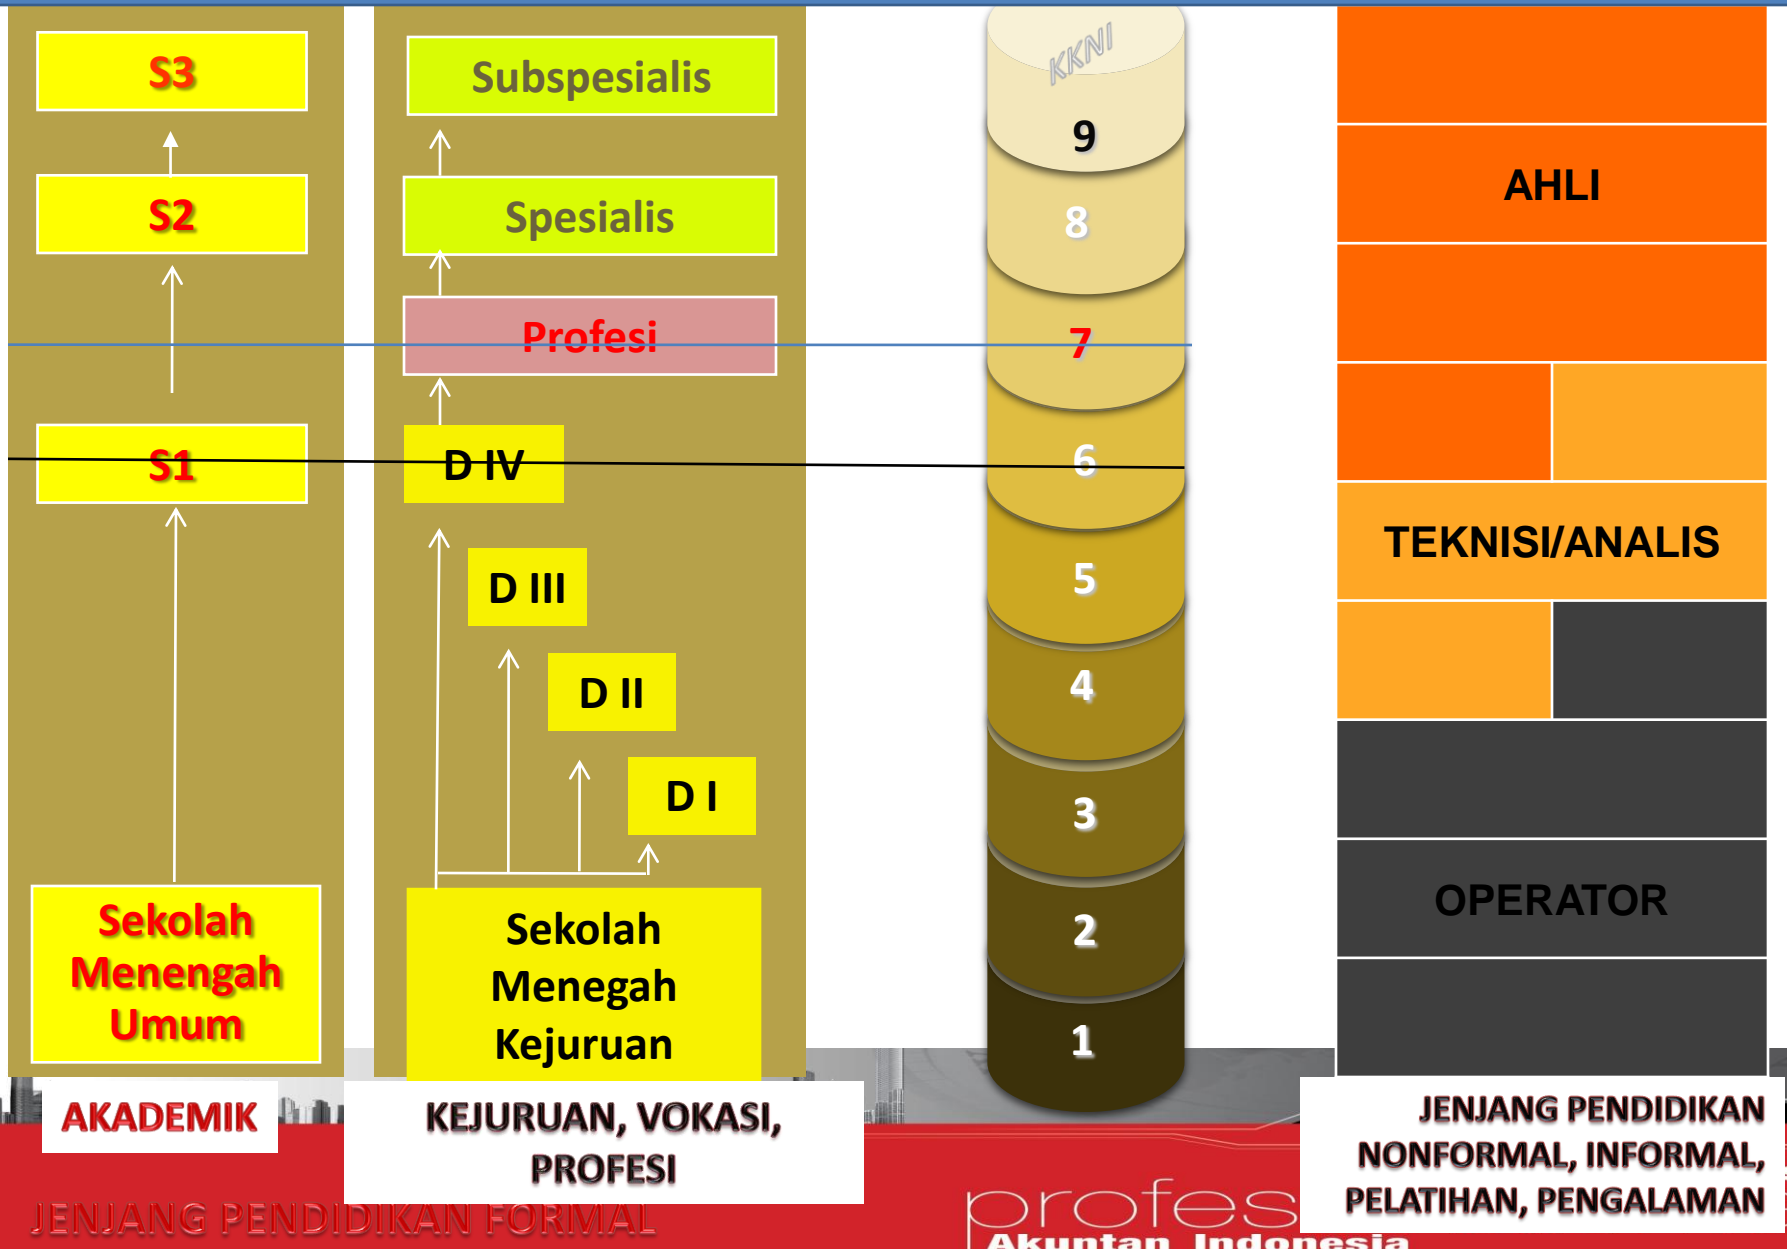 S3
S2
S1
Sekolah
Menengah
Umum
AKADEMIK
Subspesialis
Spesialis
Profesi
D IV
D III
D II
D I
Sekolah
Menegah
Kejuruan
KEJURUAN, VOKASI,
PROFESI
JENJANG PENDIDIKAN FORMAL
KKNI
9
8
7
6
5
4
3
2
1
AHLI
TEKNISI/ANALIS
OPERATOR
JENJANG PENDIDIKAN
NONFORMAL, INFORMAL,
PELATIHAN, PENGALAMAN
profes
Akuntan Indonesia